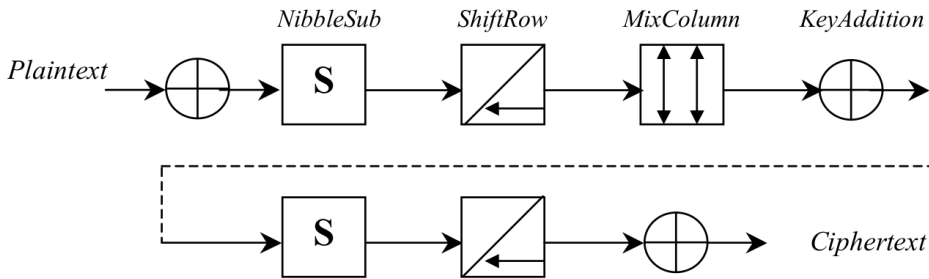 NibbleSub ShiftRow MixColumn KeyAddition
Plaintext
S
S
Ciphertext